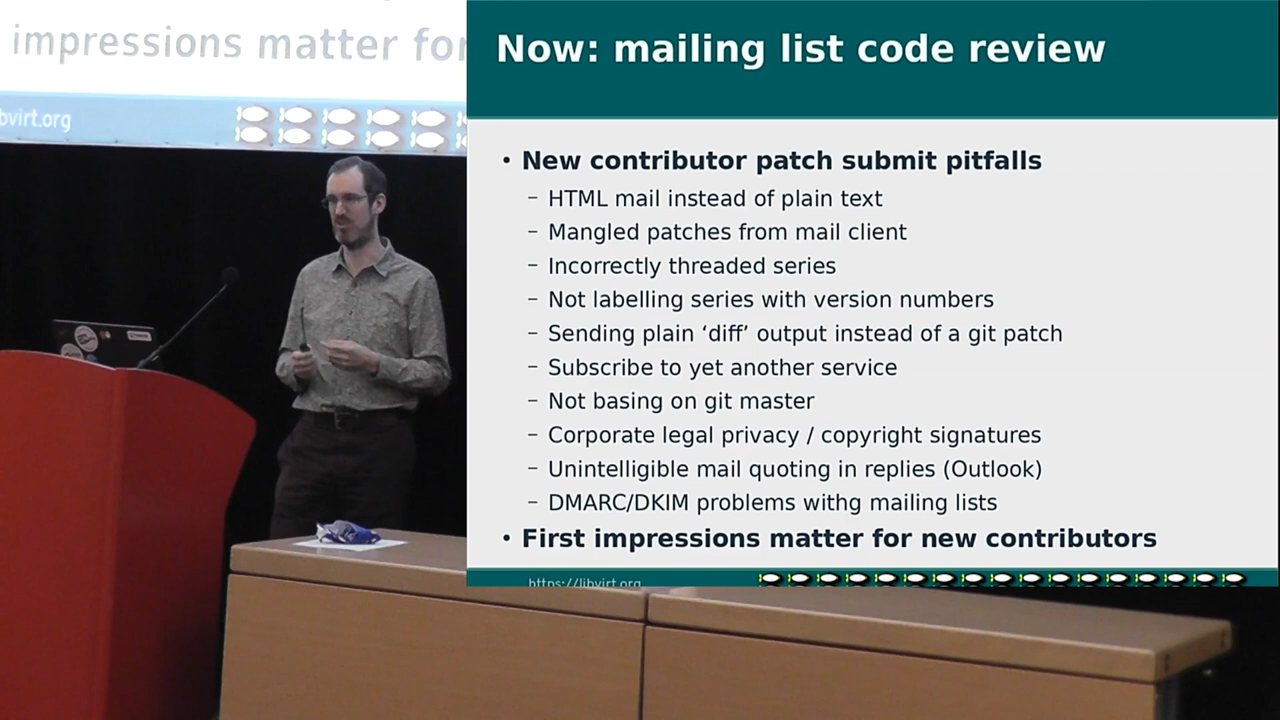 impressions matter for
bvirt.org
Now: mailing list code review
• New contributor patch submit pitfalls
– HTML mail instead of plain text
– Mangled patches from mail client
– Incorrectly threaded series
– Not labelling series with version numbers
– Sending plain ‘diff’ output instead of a git patch
– Subscribe to yet another service
– Not basing on git master
– Corporate legal privacy / copyright signatures
– Unintelligible mail quoting in replies (Outlook)
– DMARC/DKIM problems withg mailing lists
• First impressions matter for new contributors
https://libvirt.org